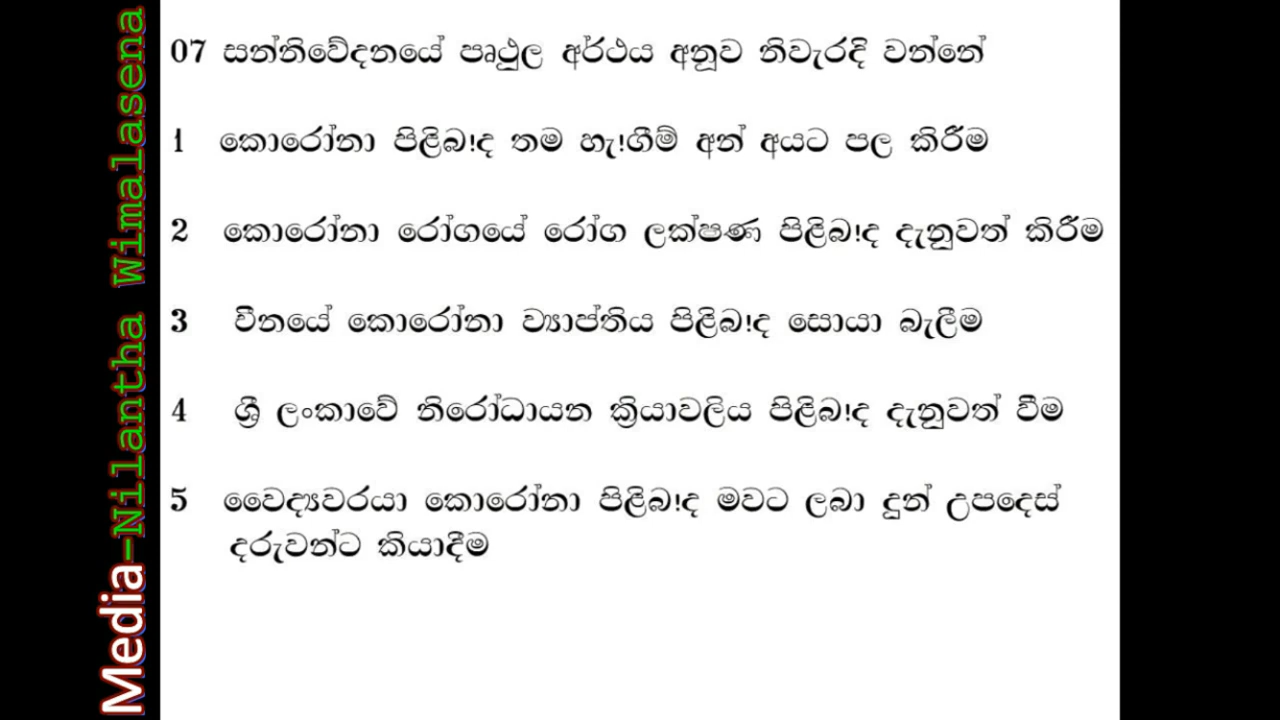 Media-Nilantha Wimalasena
07 සන්නිවේදනයේ පෘථුල අර්ථය අනුව නිවැරදි වන්නේ
1 කොරෝනා පිළිබ!ද තම හැ!ගීම් අන් අයට පල කිරීම
2 කොරෝනා රෝගයේ රෝග ලක්ෂණ පිළිබ!ද දැනුවත් කිරීම
3 චීනයේ කොරෝනා ව්‍යාප්තිය පිළිබ!ද සොයා බැලීම
4 ශ්‍රී ලංකාවේ නිරෝධායන ක්‍රියාවලිය පිළිබ!ද දැනුවත් වීම
5 වෛද්‍යවරයා කොරෝනා පිළිබ!ද මවට ලබා දුන් උපදෙස්
දරුවන්ට කියාදීම